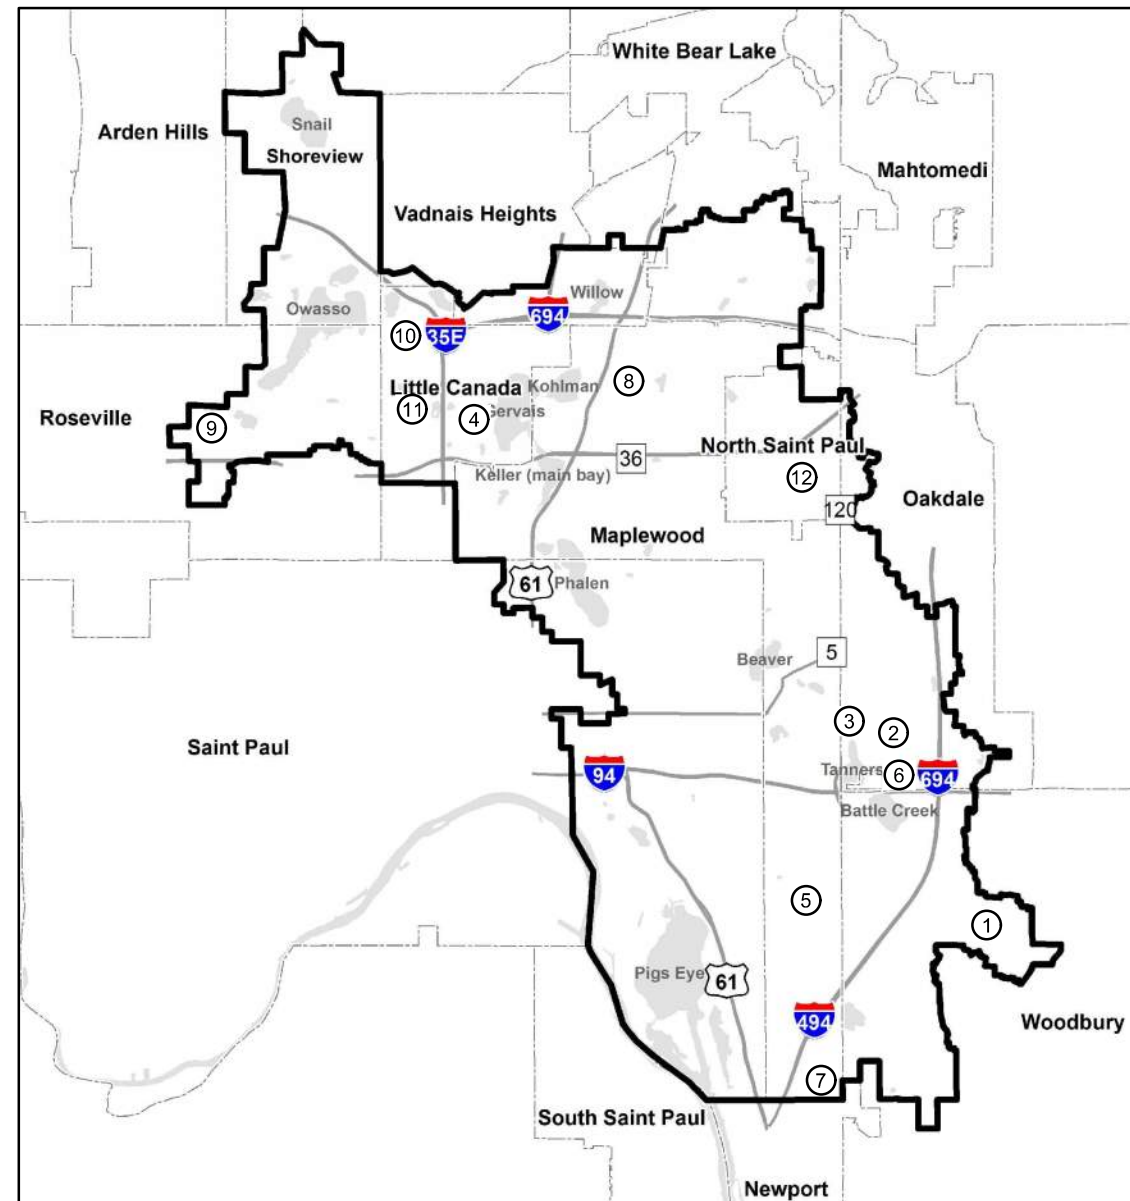 White Bear Lake
Snail
Arden Hills
Shoreview
Mahtomedi
Vadnais Heights
Willow
Owasso
694
10
35E
Little Canada
Kohlman
8
11
Gervais
4
Roseville
9
North Saint Paul
36
Keller (main bay)
12
Oakdale
120
Maplewood
61
Phalen
5
Beaver
3
2
Saint Paul
94
Tanners
6
694
Battle Creek
5
1
Pigs Eye
61
494
Woodbury
7
South Saint Paul
Newport